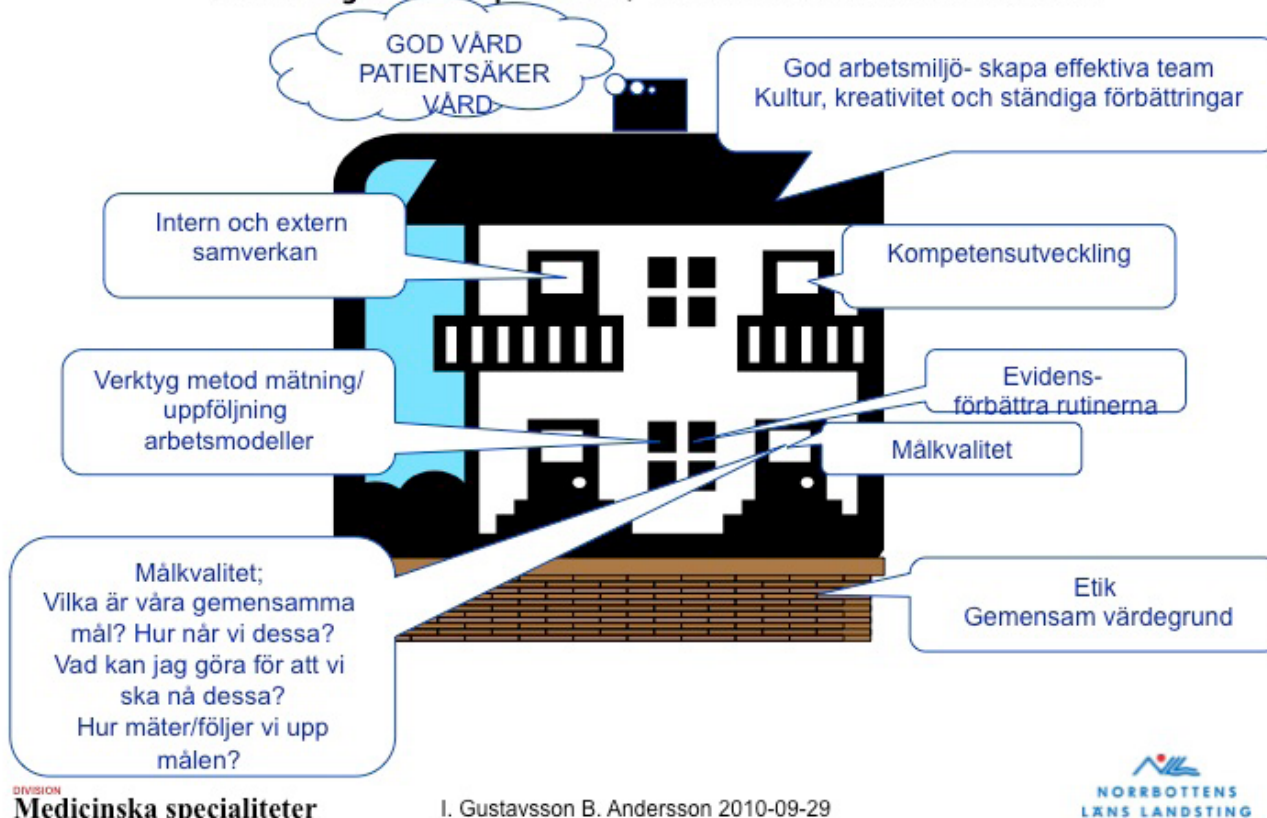 GOD VÅRD
PATIENTSÄKER
VÅRD
God arbetsmiljö- skapa effektiva team
Kultur, kreativitet och ständiga förbättringar
Intern och extern
samverkan
Kompetensutveckling
Verktyg metod mätning/
uppföljning
arbetsmodeller
Evidens-
förbättra rutinerna
Målkvalitet
Målkvalitet;
Vilka är våra gemensamma
mål? Hur når vi dessa?
Vad kan jag göra för att vi
ska nå dessa?
Hur mäter/följer vi upp
målen?
Etik
Gemensam värdegrund
DIVISION
Medicinska specialiteter
I. Gustavsson B. Andersson 2010-09-29
NORRBOTTENS
LÄNS LANDSTING